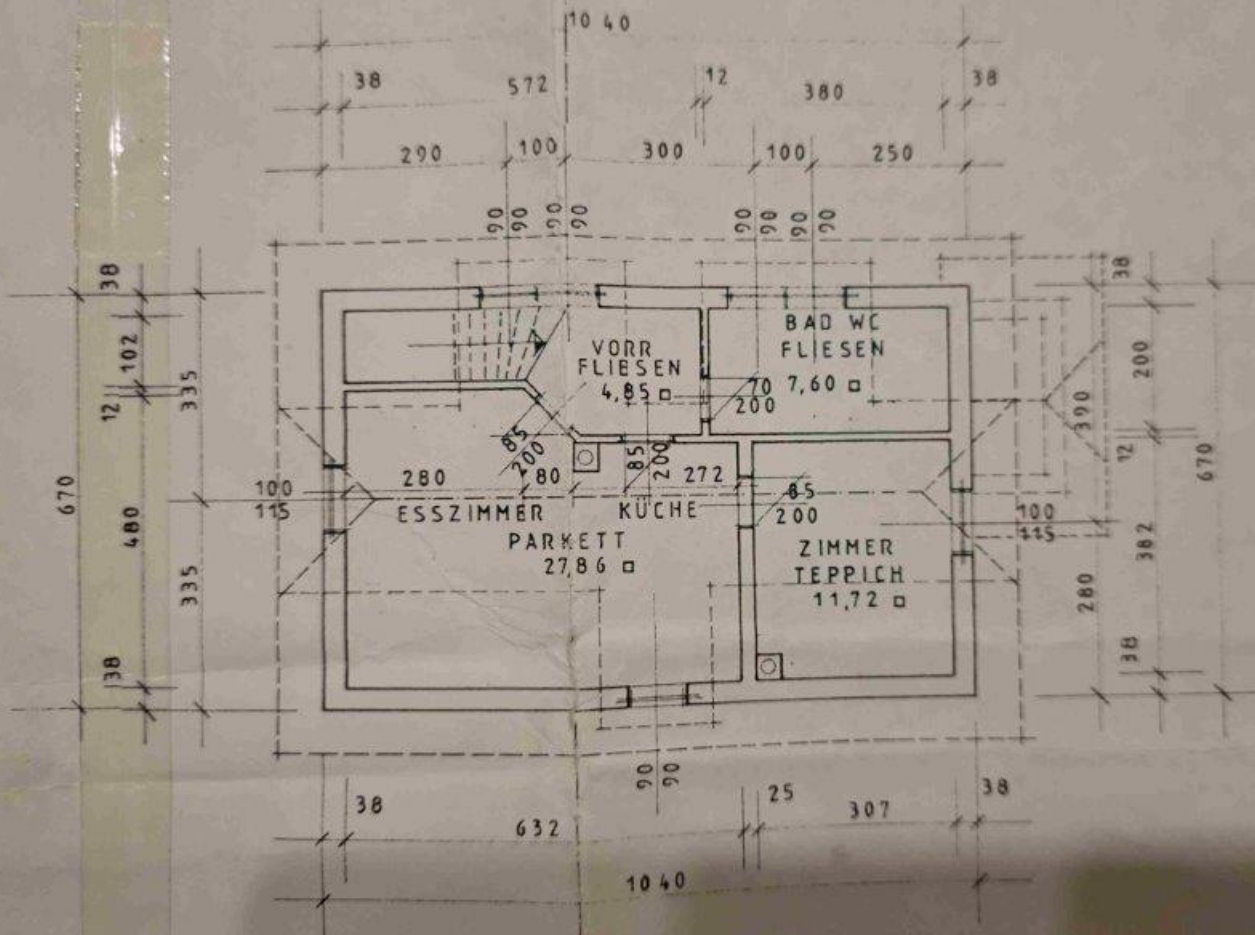 10 40
38 572 12 380 38
290 100 300 100 250
90 90 90 90 90 90 90 90
38
38
102
12
335
670
480
335
38
200
390
12
670
382
280
38
VORR
FLIESEN
4,85 □
BAD WC
FLIESEN
7,60 □
70
200
85
200
85
200
280 80 272
100
115
ESSZIMMER KÜCHE
PARKETT
27,86 □
85
200
100
115
ZIMMER
TEPPICH
11,72 □
90 90
38 632 25 307 38
10 40